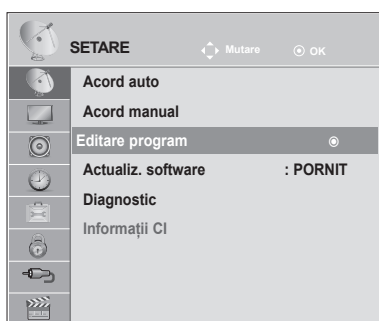 SETARE Mutare OK
Acord auto
Acord manual
Editare program
Actualiz. software : PORNIT
Diagnostic
Informații CI